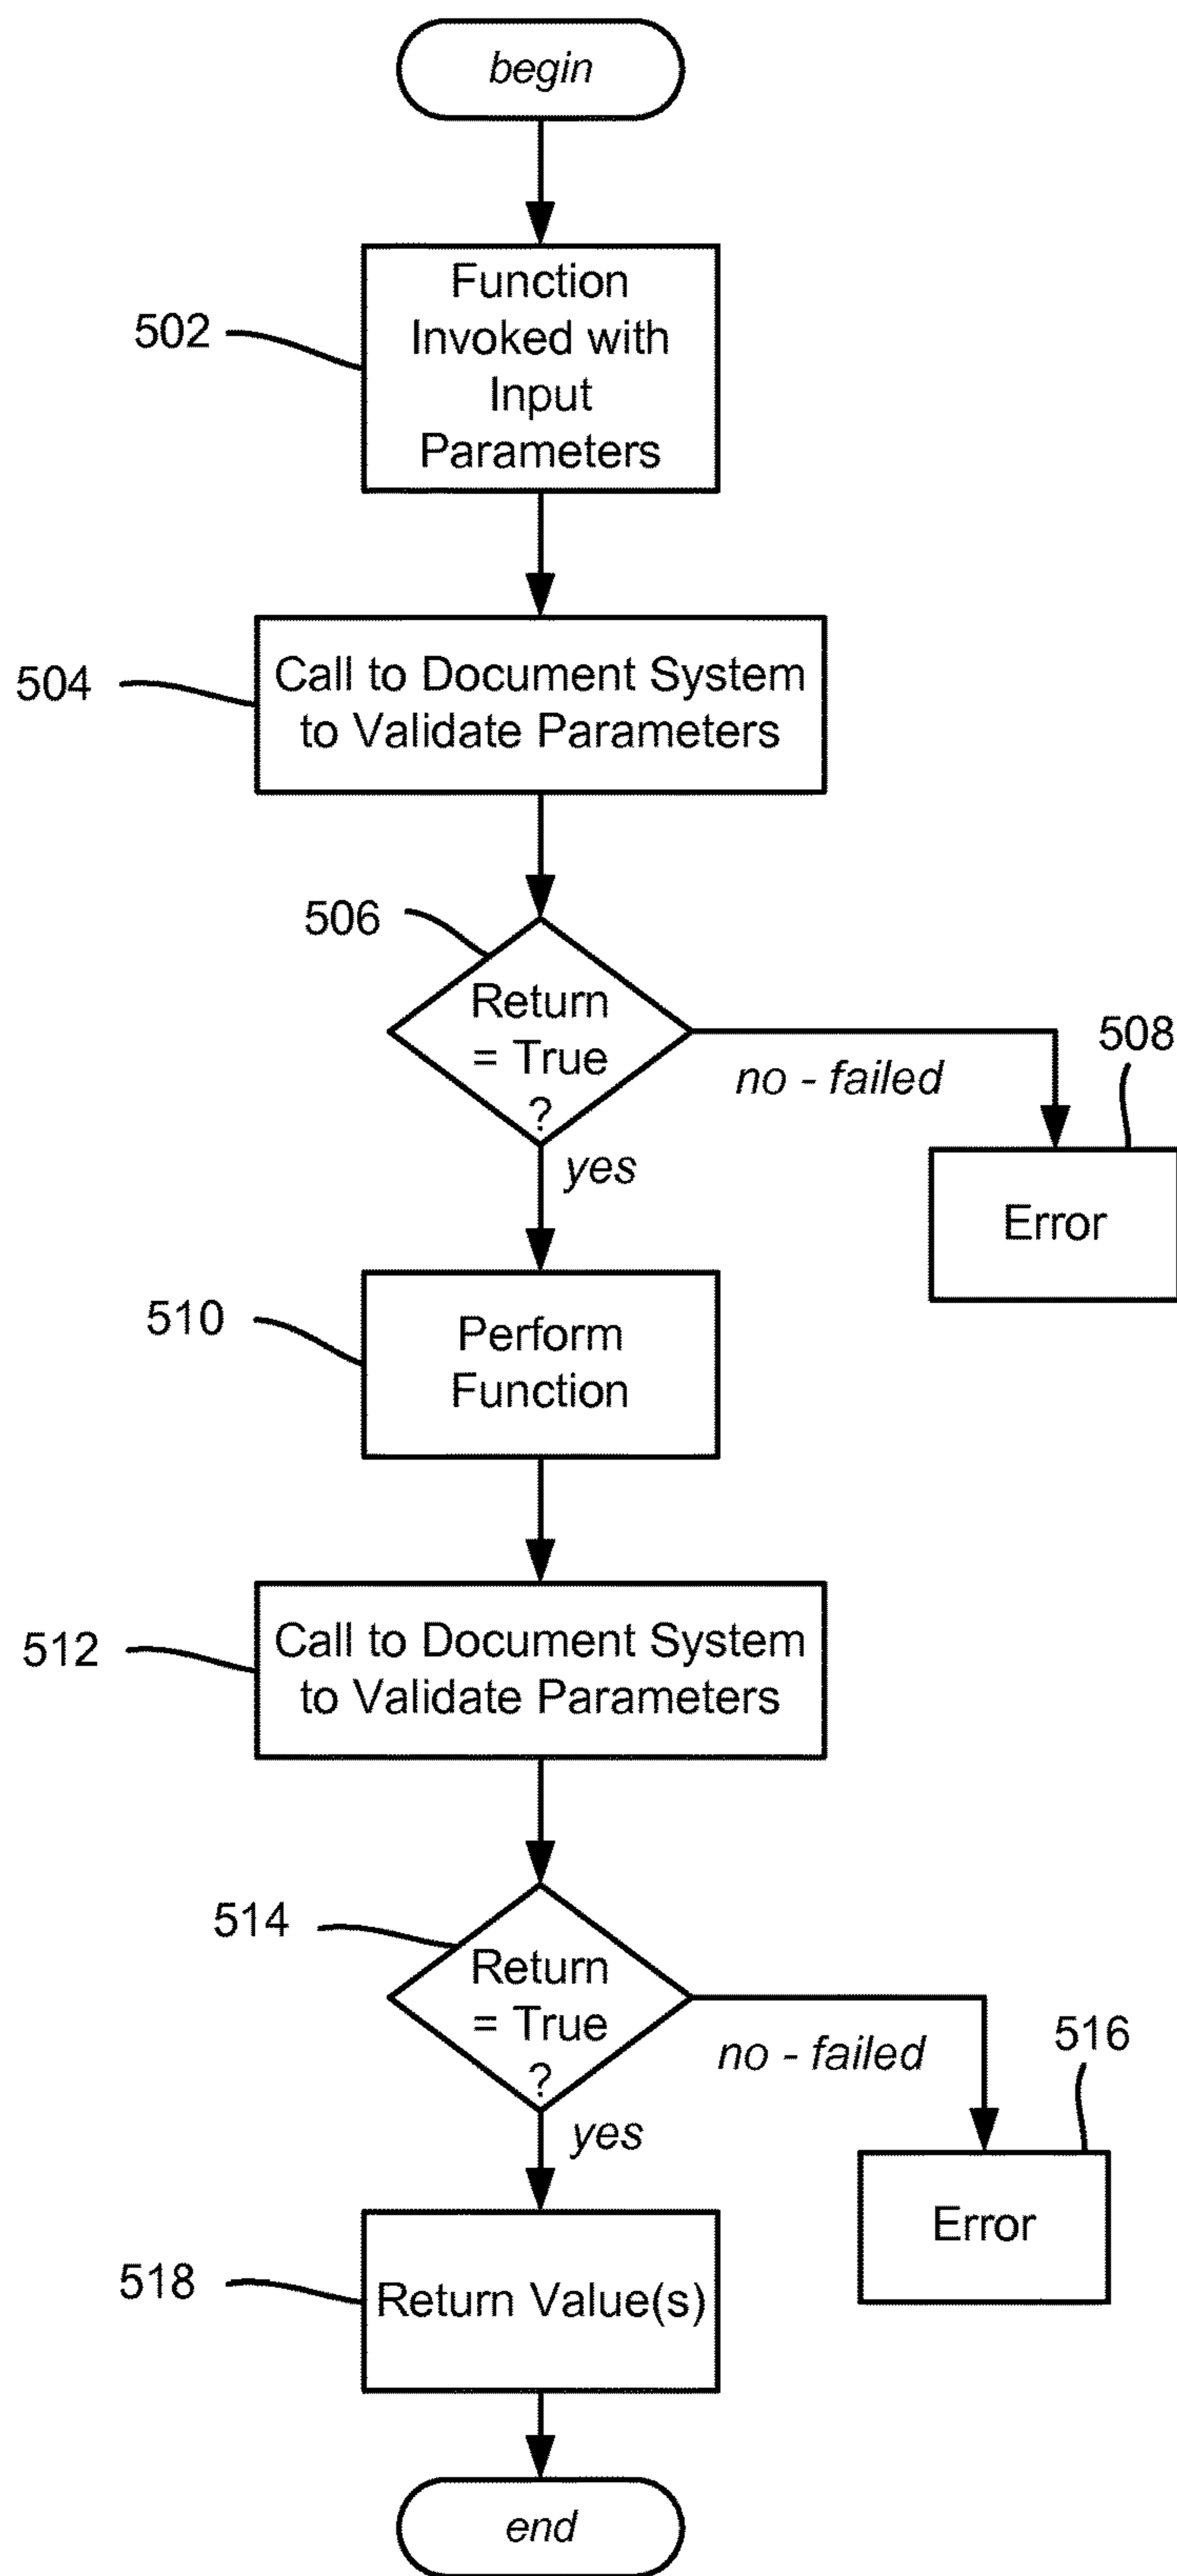 begin
502
Function
Invoked with
Input
Parameters
504
Call to Document System
to Validate Parameters
506
Return
= True
?
no - failed
508
Error
yes
510
Perform
Function
512
Call to Document System
to Validate Parameters
514
Return
= True
?
no - failed
516
Error
yes
518
Return Value(s)
end